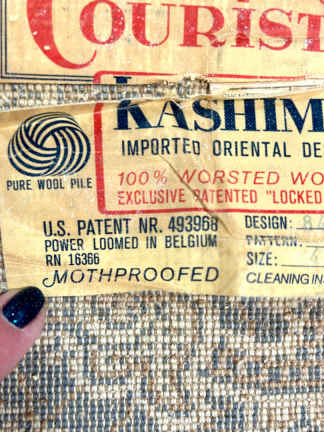 COURIST
KASHIM
IMPORTED ORIENTAL DE
100% WORSTED WO
EXCLUSIVE PATENTED "LOCKED
PURE WOOL PILE
U.S. PATENT NR. 493968
POWER LOOMED IN BELGIUM
RN 16366
MOTHPROOFED
DESIGN:
PATTERN:
SIZE: 4
CLEANING IN